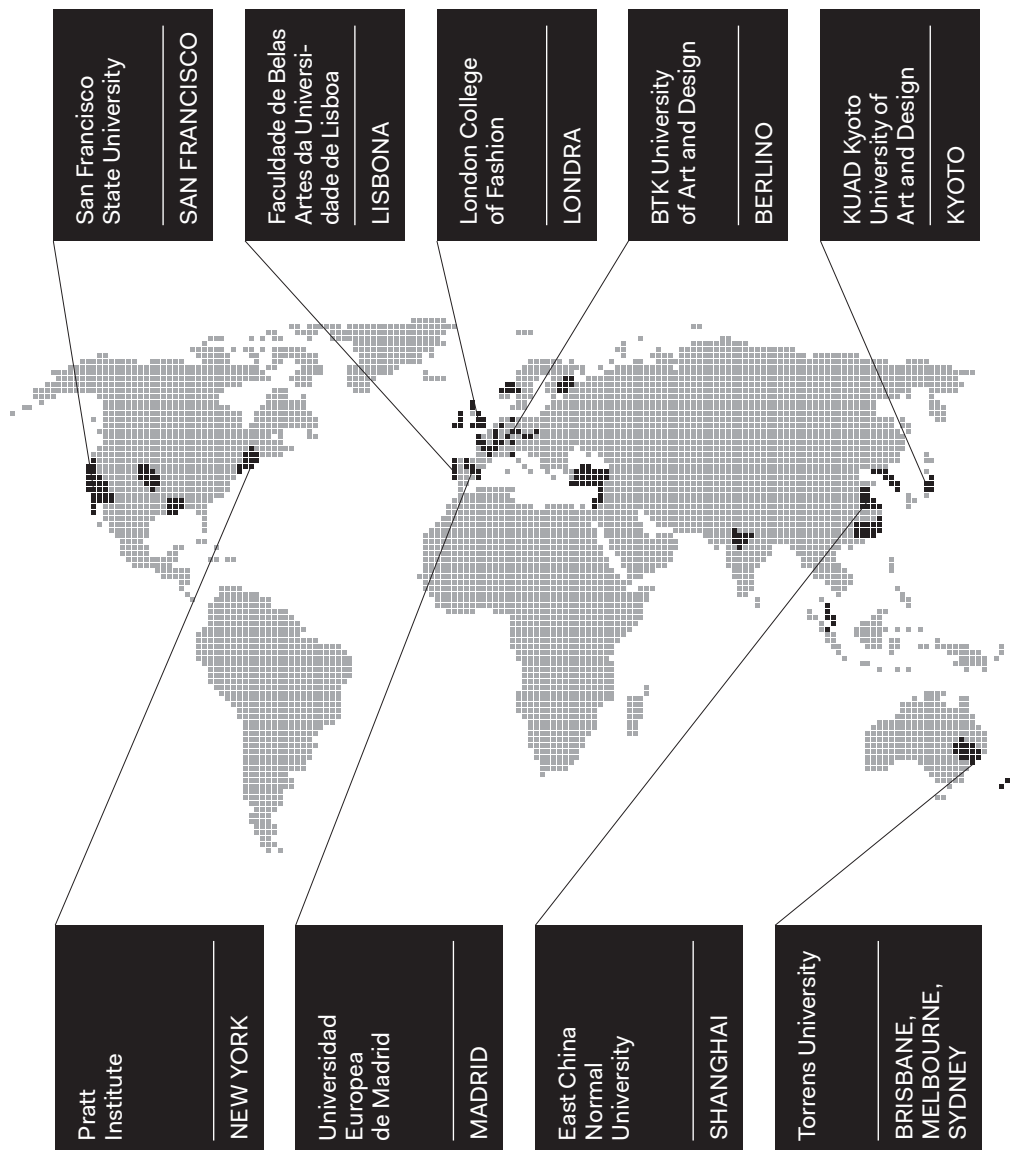 San Francisco
State University
SAN FRANCISCO
Faculdade de Belas
Artes da Universi-
dade de Lisboa
LISBONA
London College
of Fashion
LONDRA
BTK University
of Art and Design
BERLINO
KUAD Kyoto
University of
Art and Design
KYOTO
Pratt
Institute
NEW YORK
Universidad
Europea
de Madrid
MADRID
East China
Normal
University
SHANGHAI
Torrens University
BRISBANE,
MELBOURNE,
SYDNEY